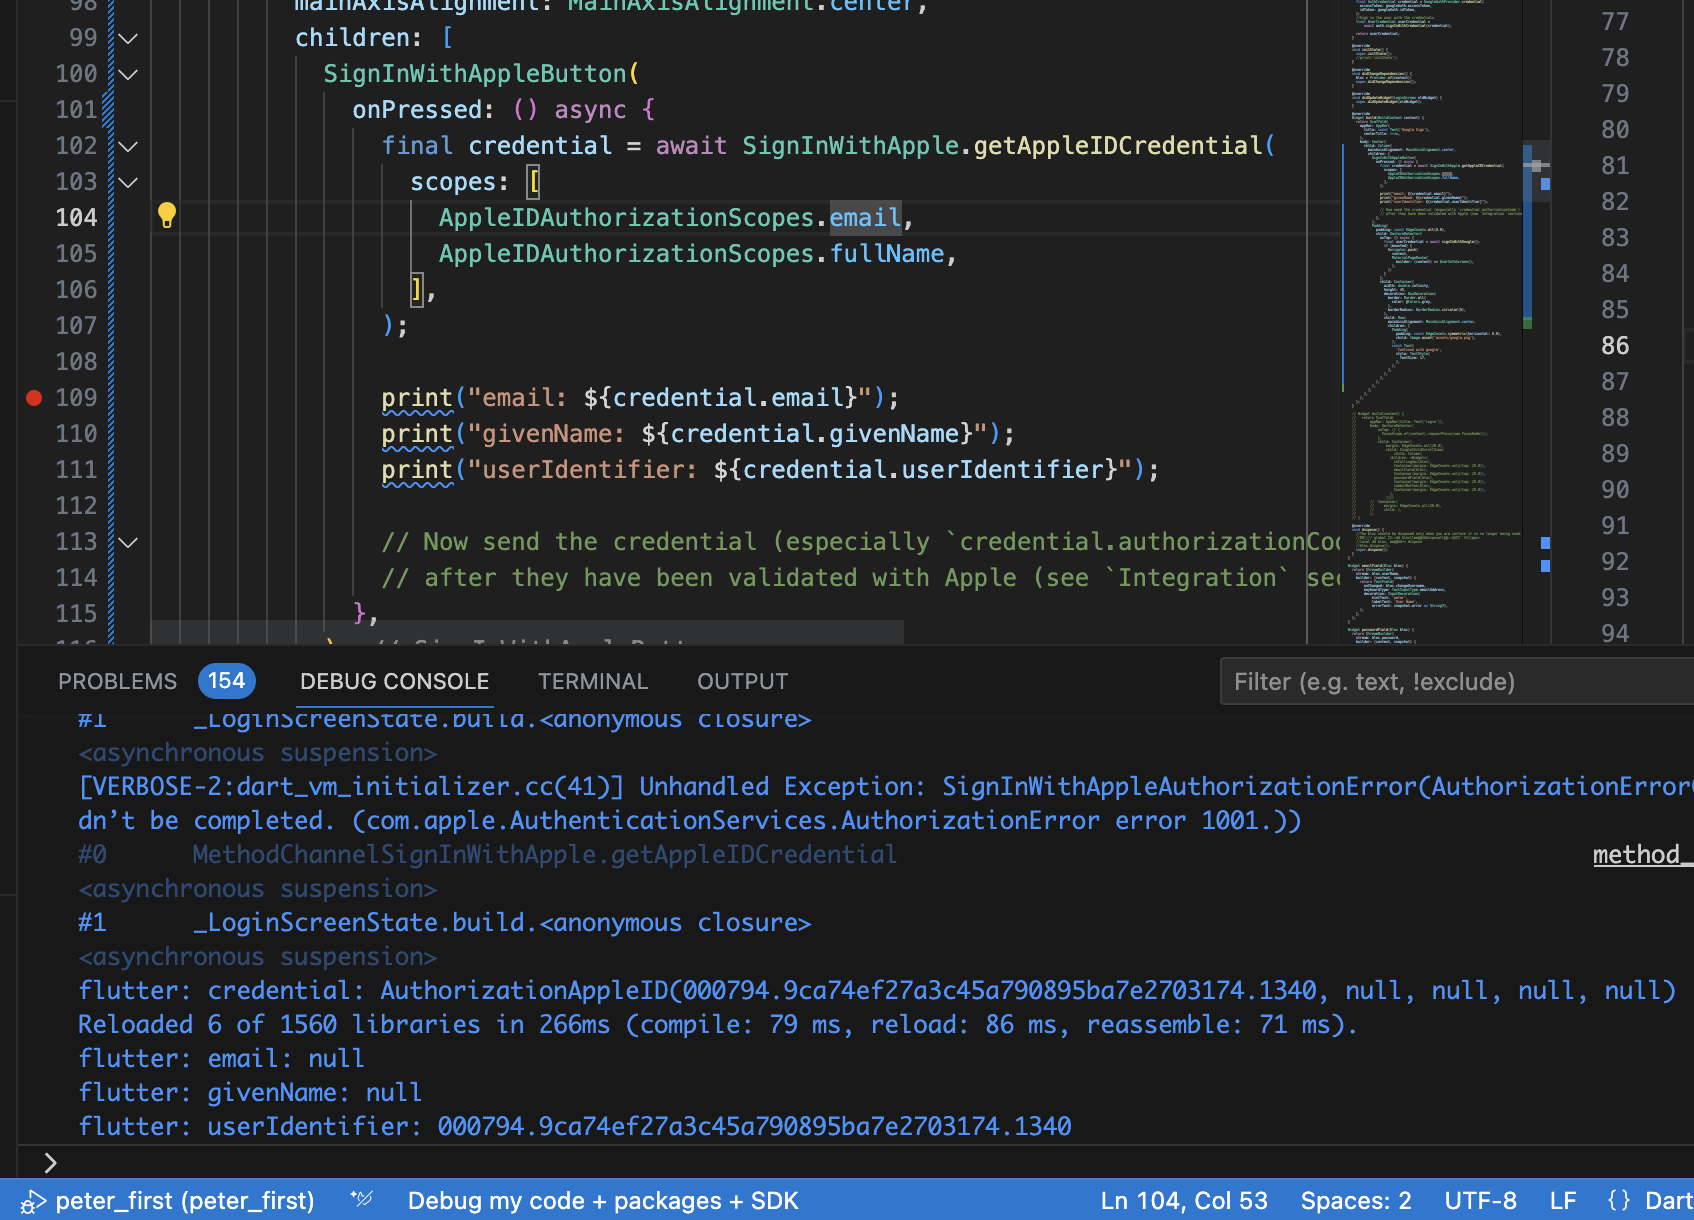 98 mainAxisAlignment: MainAxisAlignment.center,
99 children: [
100 SignInWithAppleButton(
101 onPressed: () async {
102 final credential = await SignInWithApple.getAppleIDCredential(
103 scopes: [
104 AppleIDAuthorizationScopes.email,
105 AppleIDAuthorizationScopes.fullName,
106 ],
107 );
108
109 print("email: ${credential.email}");
110 print("givenName: ${credential.givenName}");
111 print("userIdentifier: ${credential.userIdentifier}");
112
113 // Now send the credential (especially `credential.authorizationCo
114 // after they have been validated with Apple (see `Integration` sec
115 },
77
78
79
80
81
82
83
84
85
86
87
88
89
90
91
92
93
94
PROBLEMS 154 DEBUG CONSOLE TERMINAL OUTPUT Filter (e.g. text, !exclude)
#1 _LoginScreenState.build.<anonymous closure>
<asynchronous suspension>
[VERBOSE-2:dart_vm_initializer.cc(41)] Unhandled Exception: SignInWithAppleAuthorizationError(AuthorizationError
dn’t be completed. (com.apple.AuthenticationServices.AuthorizationError error 1001.))
#0 MethodChannelSignInWithApple.getAppleIDCredential method_
<asynchronous suspension>
#1 _LoginScreenState.build.<anonymous closure>
<asynchronous suspension>
flutter: credential: AuthorizationAppleID(000794.9ca74ef27a3c45a790895ba7e2703174.1340, null, null, null, null)
Reloaded 6 of 1560 libraries in 266ms (compile: 79 ms, reload: 86 ms, reassemble: 71 ms).
flutter: email: null
flutter: givenName: null
flutter: userIdentifier: 000794.9ca74ef27a3c45a790895ba7e2703174.1340
peter_first (peter_first) Debug my code + packages + SDK Ln 104, Col 53 Spaces: 2 UTF-8 LF {} Dart